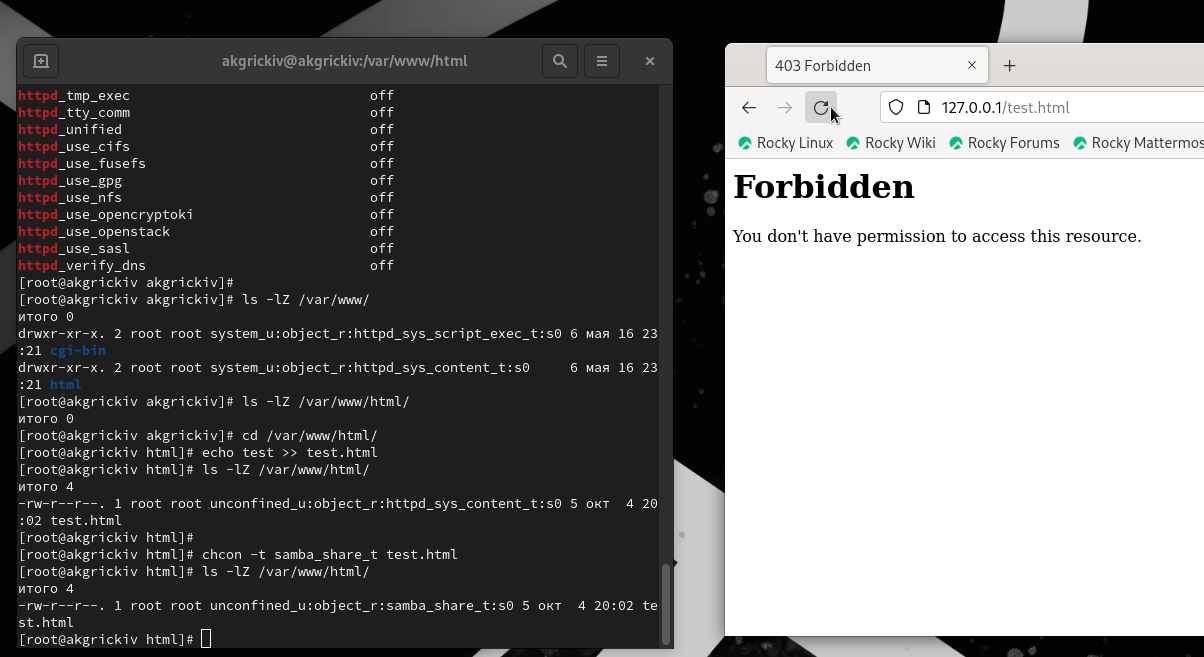 akgrickiv@akgrickiv:/var/www/html
httpd_tmp_exec off
httpd_tty_comm off
httpd_unified off
httpd_use_cifs off
httpd_use_fusefs off
httpd_use_gpg off
httpd_use_nfs off
httpd_use_opencryptoki off
httpd_use_openstack off
httpd_use_sasl off
httpd_verify_dns off
[root@akgrickiv akgrickiv]#
[root@akgrickiv akgrickiv]# ls -lZ /var/www/
итого 0
drwxr-xr-x. 2 root root system_u:object_r:httpd_sys_script_exec_t:s0 6 мая 16 23
:21 cgi-bin
drwxr-xr-x. 2 root root system_u:object_r:httpd_sys_content_t:s0 6 мая 16 23
:21 html
[root@akgrickiv akgrickiv]# ls -lZ /var/www/html/
итого 0
[root@akgrickiv akgrickiv]# cd /var/www/html/
[root@akgrickiv html]# echo test >> test.html
[root@akgrickiv html]# ls -lZ /var/www/html/
итого 4
-rw-r--r--. 1 root root unconfined_u:object_r:httpd_sys_content_t:s0 5 окт 4 20
:02 test.html
[root@akgrickiv html]#
[root@akgrickiv html]# chcon -t samba_share_t test.html
[root@akgrickiv html]# ls -lZ /var/www/html/
итого 4
-rw-r--r--. 1 root root unconfined_u:object_r:samba_share_t:s0 5 окт 4 20:02 te
st.html
[root@akgrickiv html]#
403 Forbidden
127.0.0.1/test.html
Rocky Linux Rocky Wiki Rocky Forums Rocky Mattermos
Forbidden
You don't have permission to access this resource.